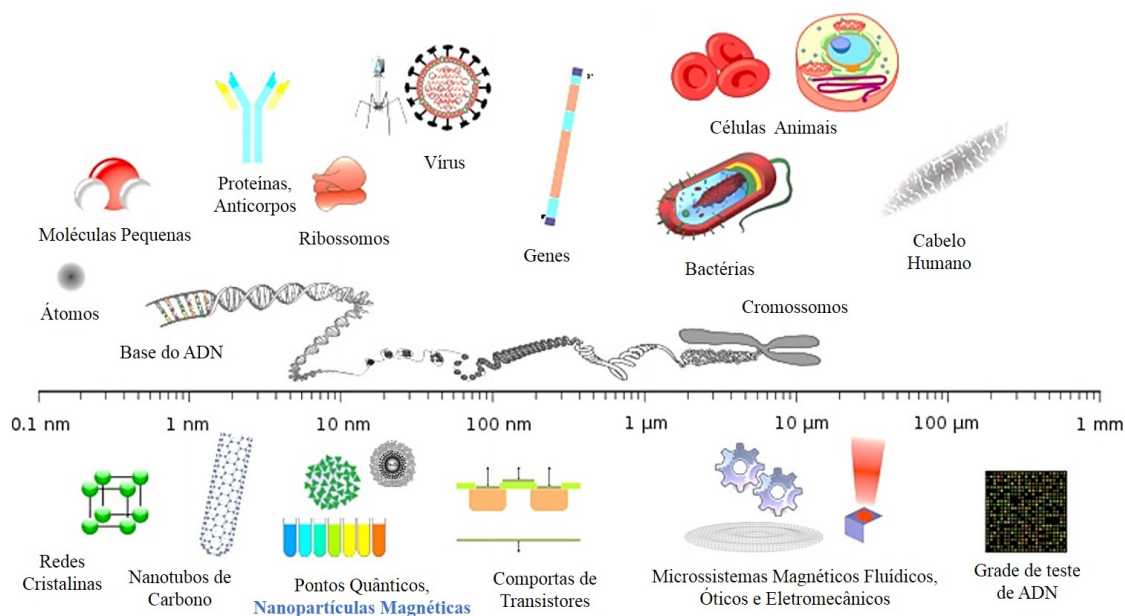 Células Animais
Vírus
Proteínas,
Anticorpos
Moléculas Pequenas
Ribossomos
Genes
Bactérias
Cabelo
Humano
Átomos
Base do ADN
Cromossomos
0.1 nm
1 nm
10 nm
100 nm
1 µm
10 µm
100 µm
1 mm
Redes
Cristalinas
Nanotubos de
Carbono
Pontos Quânticos,
Nanopartículas Magnéticas
Comportas de
Transistores
Microssistemas Magnéticos Fluídicos,
Óticos e Eletromecânicos
Grade de teste
de ADN